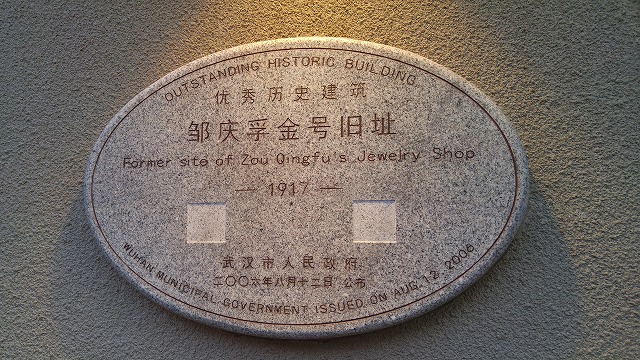 OUTSTANDING HISTORIC BUILDING
优秀历史建筑
邹庆孚金号旧址
Former site of Zou Qingfu's Jewelry Shop
— 1917 —
武汉市人民政府
二〇〇六年八月十二日 公布
WUHAN MUNICIPAL GOVERNMENT ISSUED ON AUG.12 2006